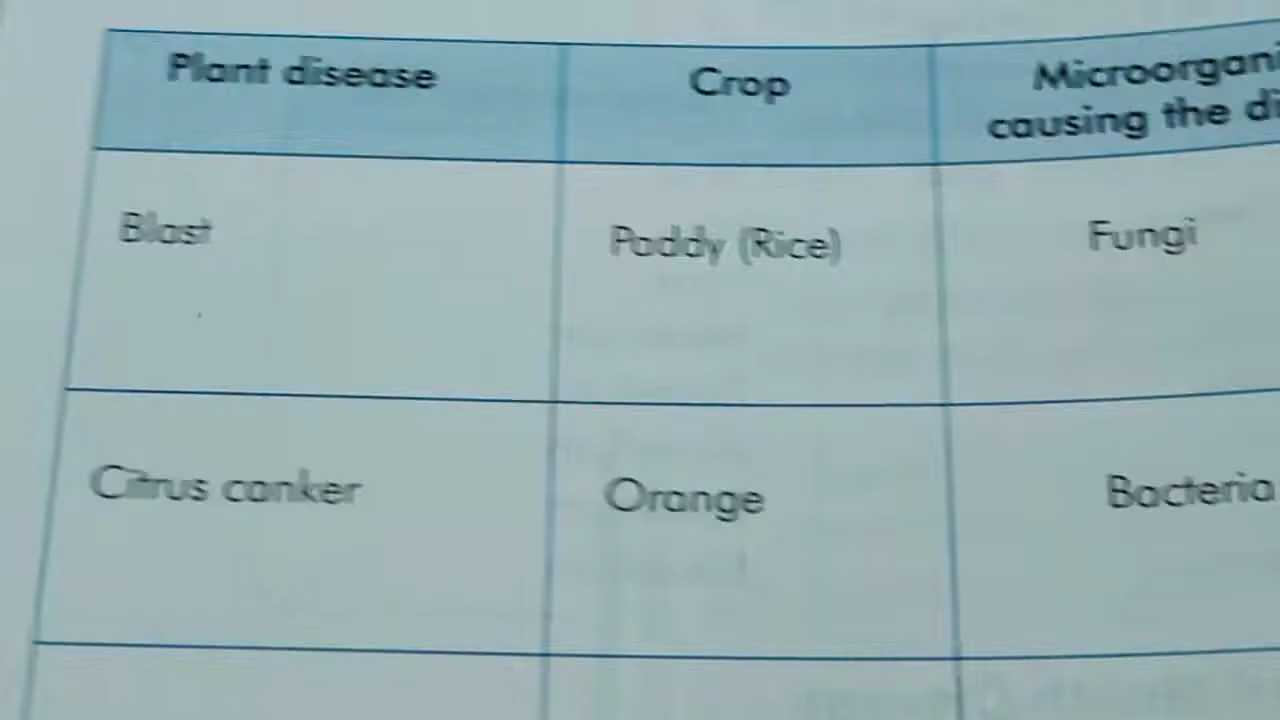 Plant disease
Crop
Microorgani
causing the di
Blast
Paddy (Rice)
Fungi
Citrus canker
Orange
Bacteria